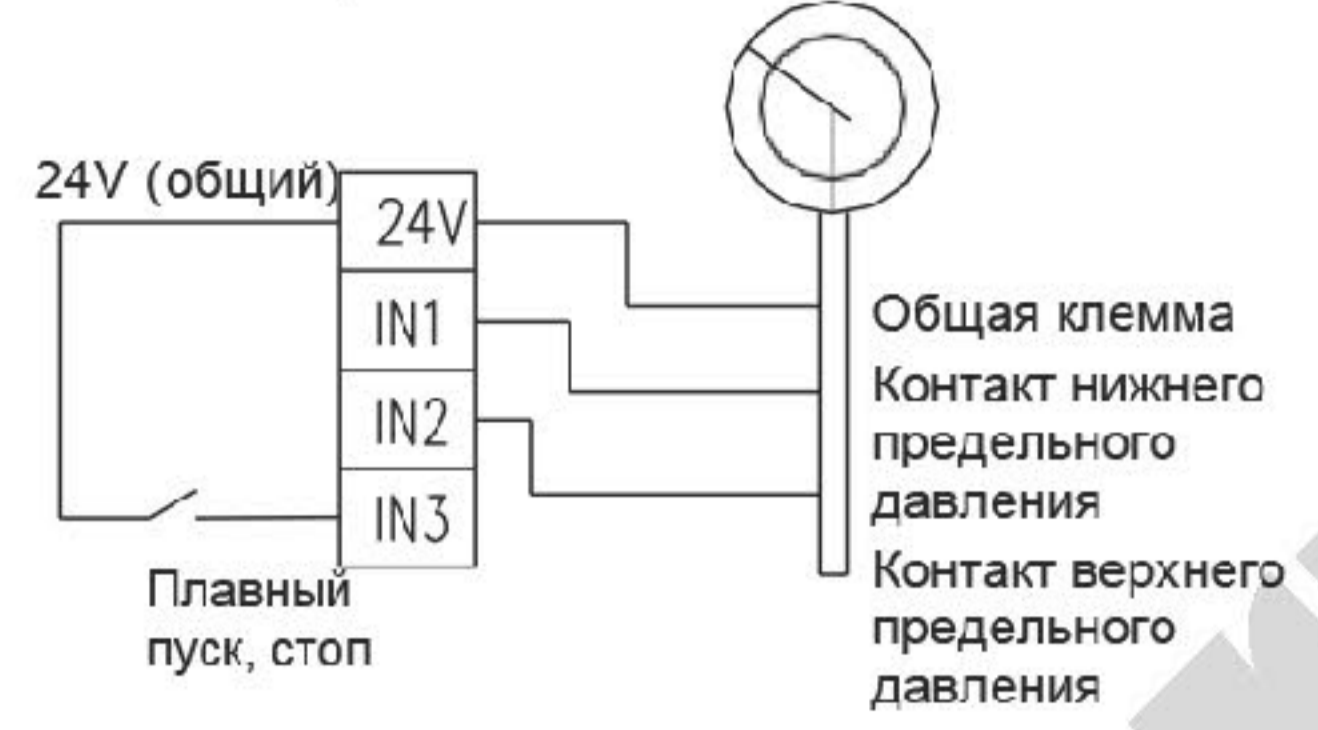 24V (общий)
24V
IN1
IN2
IN3
Плавный
пуск, стоп
Общая клемма
Контакт нижнего
предельного
давления
Контакт верхнего
предельного
давления